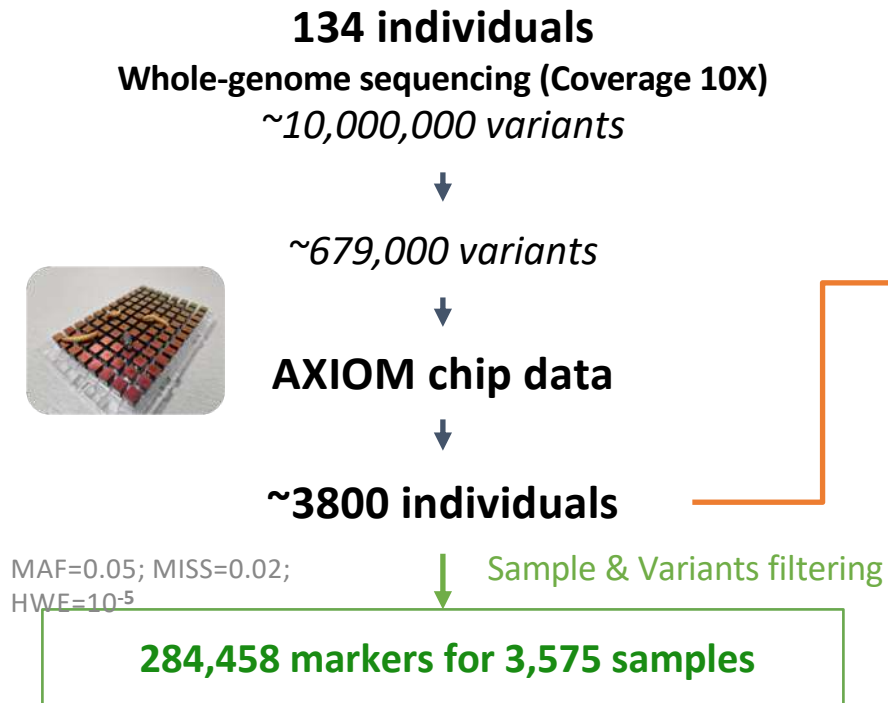 134 individuals
Whole-genome sequencing (Coverage 10X)
~10,000,000 variants
~679,000 variants
AXIOM chip data
~3800 individuals
MAF=0.05; MISS=0.02;
HWE=10⁻⁵
Sample & Variants filtering
284,458 markers for 3,575 samples